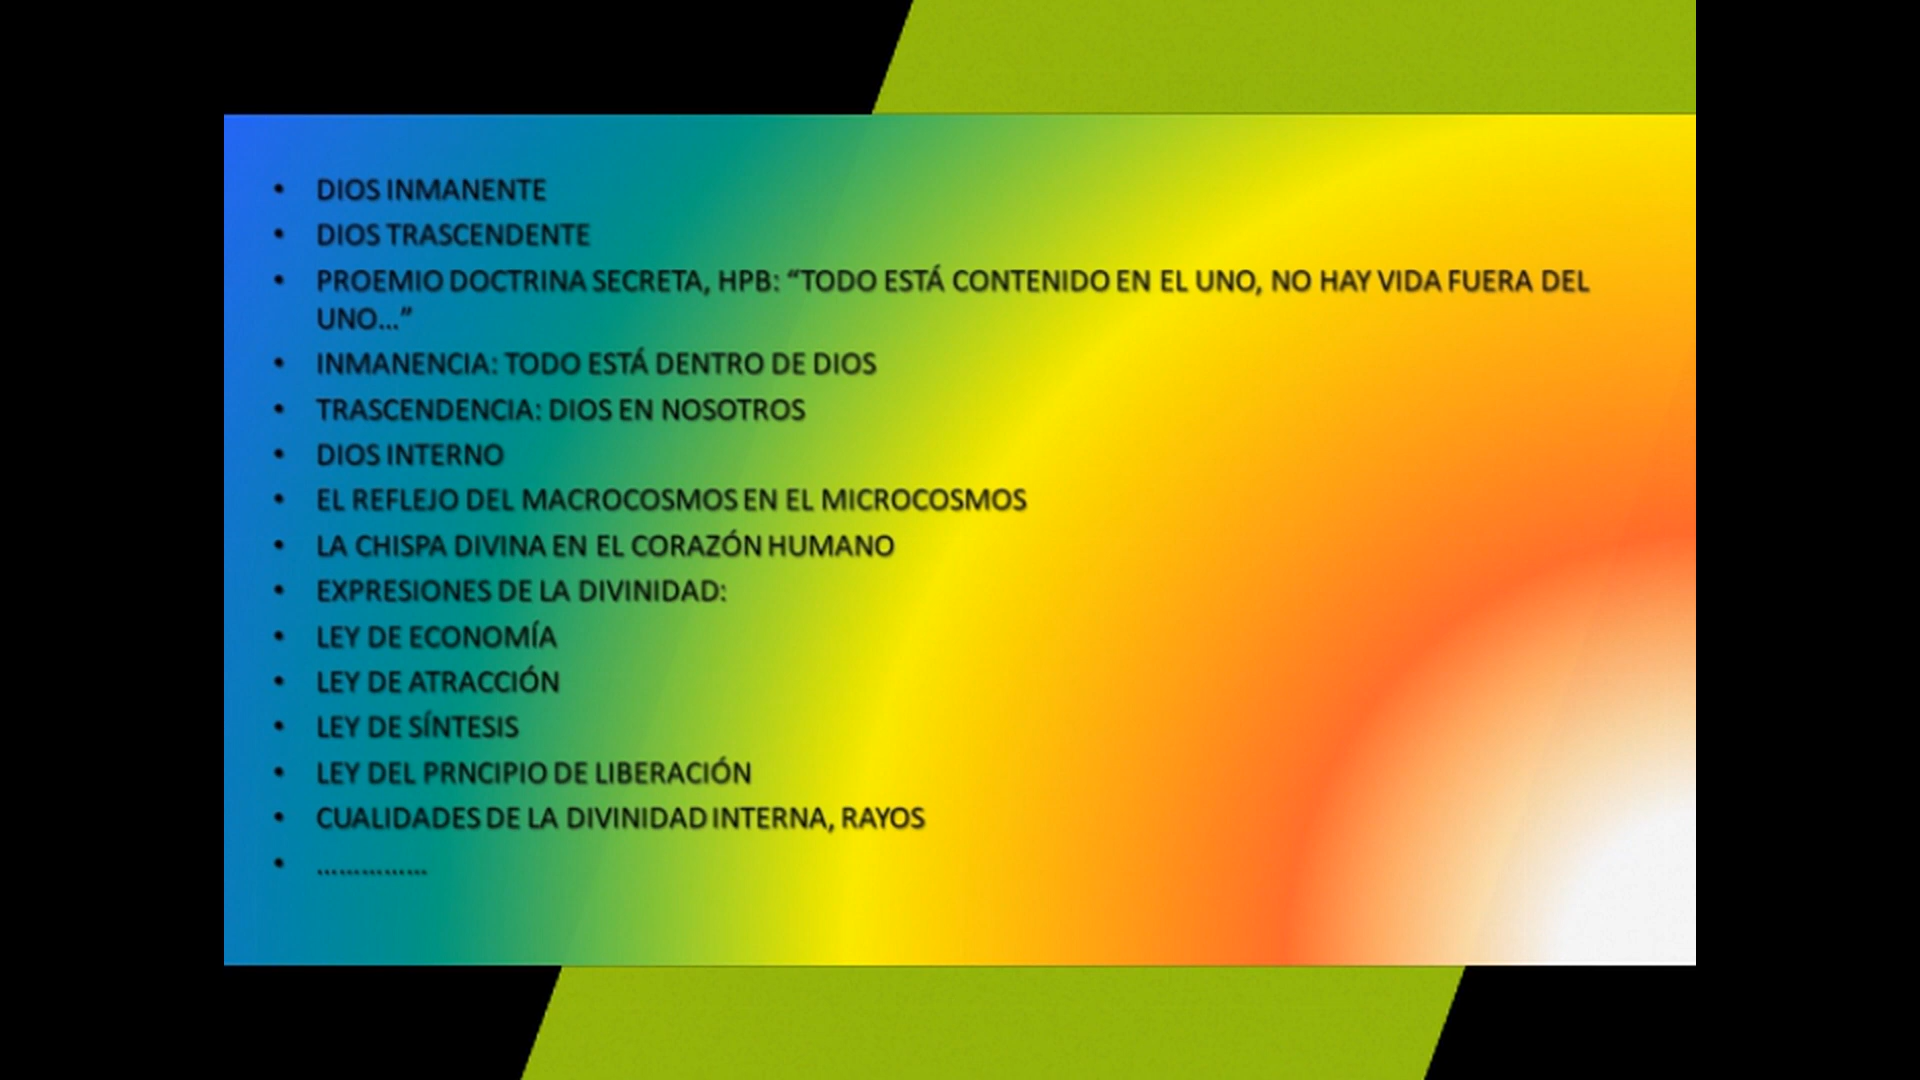 • DIOS INMANENTE
• DIOS TRASCENDENTE
• PROEMIO DOCTRINA SECRETA, HPB: “TODO ESTÁ CONTENIDO EN EL UNO, NO HAY VIDA FUERA DEL
UNO…”
• INMANENCIA: TODO ESTÁ DENTRO DE DIOS
• TRASCENDENCIA: DIOS EN NOSOTROS
• DIOS INTERNO
• EL REFLEJO DEL MACROCOSMOS EN EL MICROCOSMOS
• LA CHISPA DIVINA EN EL CORAZÓN HUMANO
• EXPRESIONES DE LA DIVINIDAD:
• LEY DE ECONOMÍA
• LEY DE ATRACCIÓN
• LEY DE SÍNTESIS
• LEY DEL PRNCIPIO DE LIBERACIÓN
• CUALIDADES DE LA DIVINIDAD INTERNA, RAYOS
• ……………